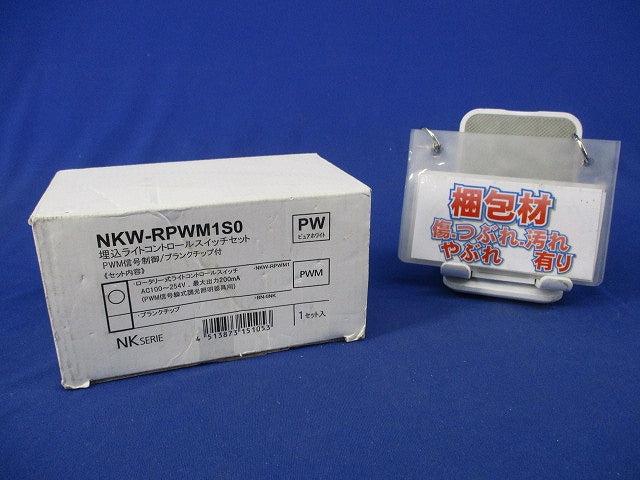 NKW-RPWM1S0
埋込ライトコントロールスイッチセット
PWM信号制御/ブランクチップ付
《セット内容》
・ロータリー式ライトコントロールスイッチ ・NKW-RPWM1
AC100~254V、最大出力200mA
(PWM信号線式調光照明器具用)
・ブランクチップ ・BN-0NK
NK SERIE
4 513873 151053
PW
ピュアホワイト
PWM
1セット入
梱包材
傷つぶれ、汚れ
やぶれ 有り